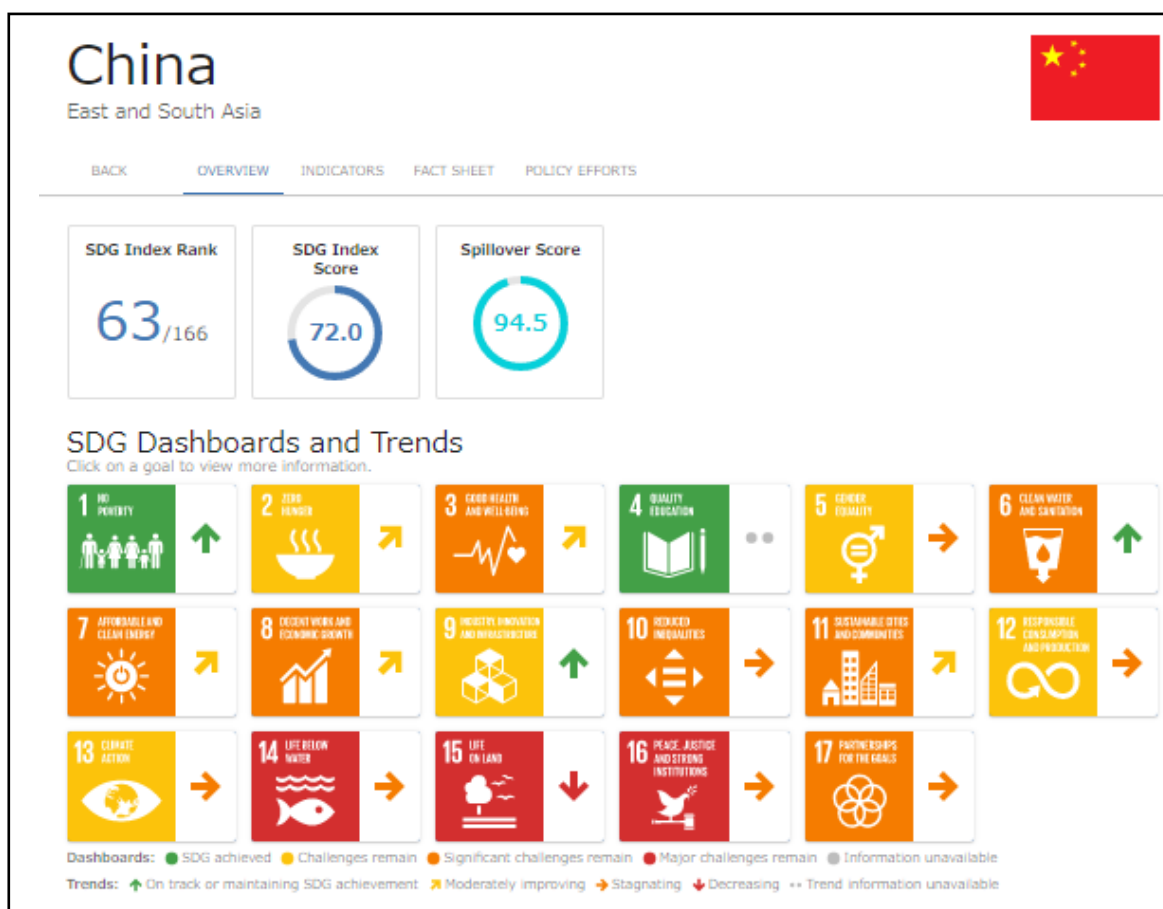 China
East and South Asia
BACK OVERVIEW INDICATORS FACT SHEET POLICY EFFORTS
SDG Index Rank
63/166
SDG Index
Score
72.0
Spillover Score
94.5
SDG Dashboards and Trends
Click on a goal to view more information.
1 NO
POVERTY
2 ZERO
HUNGER
3 GOOD HEALTH
AND WELL-BEING
4 QUALITY
EDUCATION
5 GENDER
EQUALITY
6 CLEAN WATER
AND SANITATION
7 AFFORDABLE AND
CLEAN ENERGY
8 DECENT WORK AND
ECONOMIC GROWTH
9 INDUSTRY, INNOVATION
AND INFRASTRUCTURE
10 REDUCED
INEQUALITIES
11 SUSTAINABLE CITIES
AND COMMUNITIES
12 RESPONSIBLE
CONSUMPTION
AND PRODUCTION
13 CLIMATE
ACTION
14 LIFE BELOW
WATER
15 LIFE
ON LAND
16 PEACE, JUSTICE
AND STRONG
INSTITUTIONS
17 PARTNERSHIPS
FOR THE GOALS
Dashboards: SDG achieved Challenges remain Significant challenges remain Major challenges remain Information unavailable
Trends: On track or maintaining SDG achievement Moderately improving Stagnating Decreasing Trend information unavailable